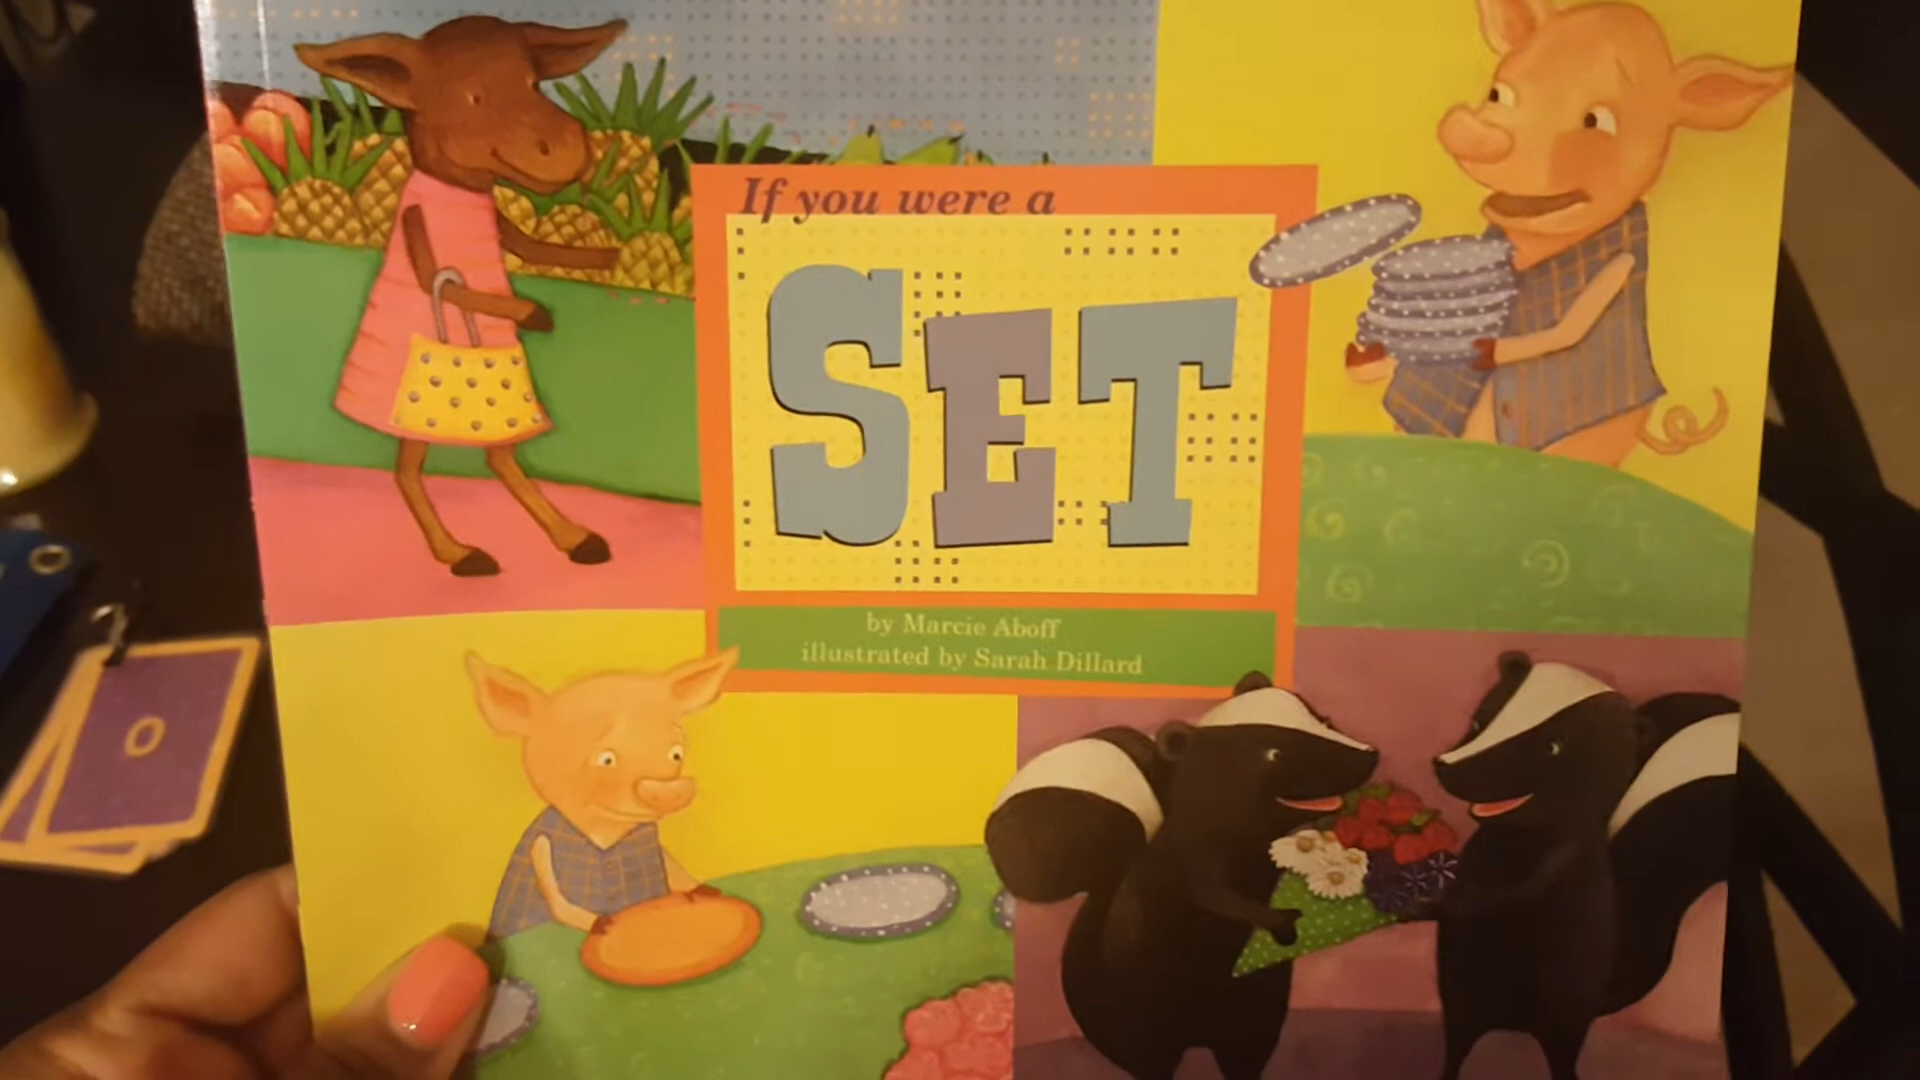 If you were a
SET
by Marcie Aboff
illustrated by Sarah Dillard
O